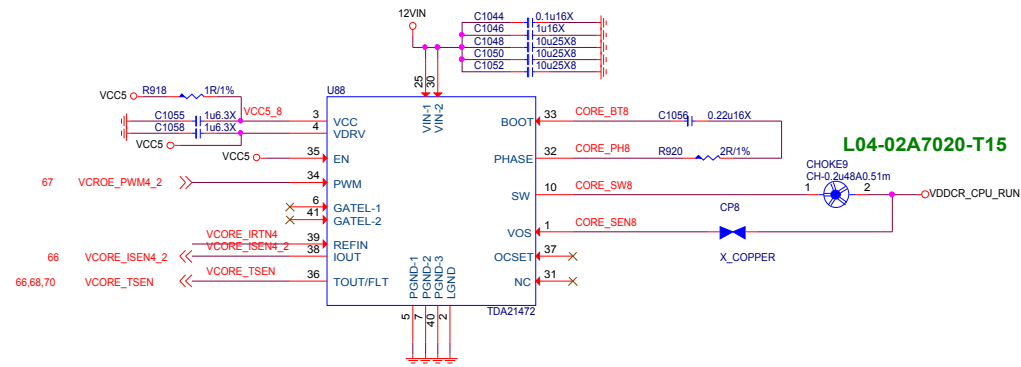 12VIN
C1044 0.1u16X
C1046 1u16X
C1048 10u25X8
C1050 10u25X8
C1052 10u25X8
25 30
VCC5 R918 1R/1%
U88
C1055 1u6.3X VCC5_8 3 VCC VIN-1 VIN-2 BOOT 33 CORE_BT8 C1056 0.22u16X
C1058 1u6.3X 4 VDRV
VCC5
VCC5 35 EN PHASE 32 CORE_PH8 R920 2R/1%
L04-02A7020-T15
CHOKE9
CH-0.2u48A0.51m
67 VCROE_PWM4_2 34 PWM SW 10 CORE_SW8 1 2 VDDCR_CPU_RUN
6 GATEL-1
41 GATEL-2
CP8
VOS 1 CORE_SEN8
X_COPPER
VCORE_IRTN4 39 REFIN
VCORE_ISEN4_2
66 VCORE_ISEN4_2 38 IOUT OCSET 37
66,68,70 VCORE_TSEN VCORE_TSEN 36 TOUT/FLT NC 31
PGND-1 PGND-2 PGND-3 LGND
TDA21472
5 7 40 2